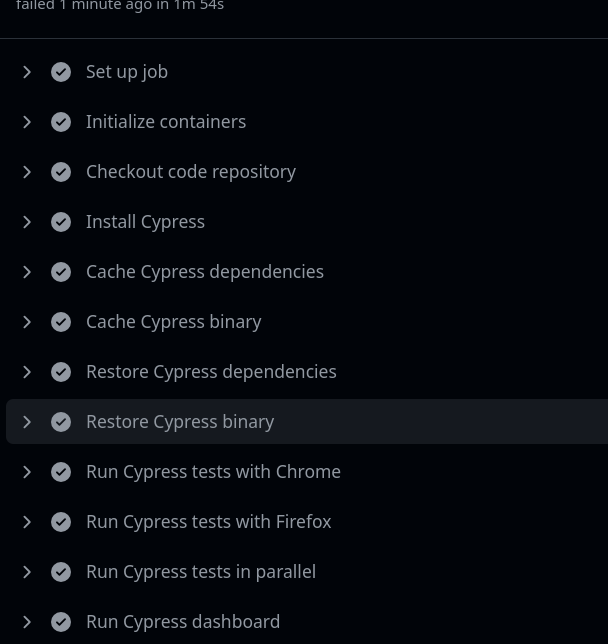 failed 1 minute ago in 1m 54s
Set up job
Initialize containers
Checkout code repository
Install Cypress
Cache Cypress dependencies
Cache Cypress binary
Restore Cypress dependencies
Restore Cypress binary
Run Cypress tests with Chrome
Run Cypress tests with Firefox
Run Cypress tests in parallel
Run Cypress dashboard